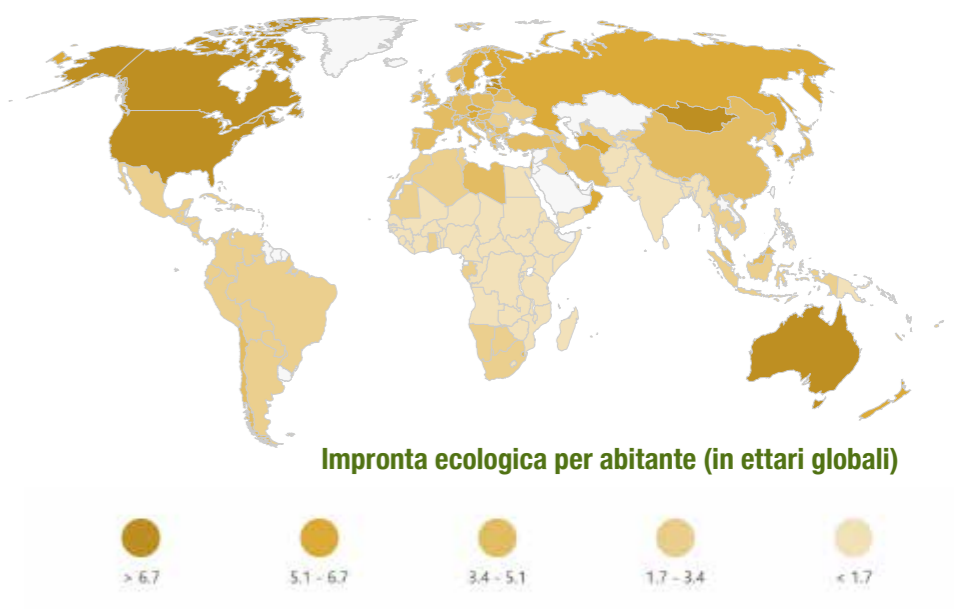 Impronta ecologica per abitante (in ettari globali)
> 6.7
5.1 - 6.7
3.4 - 5.1
1.7 - 3.4
< 1.7